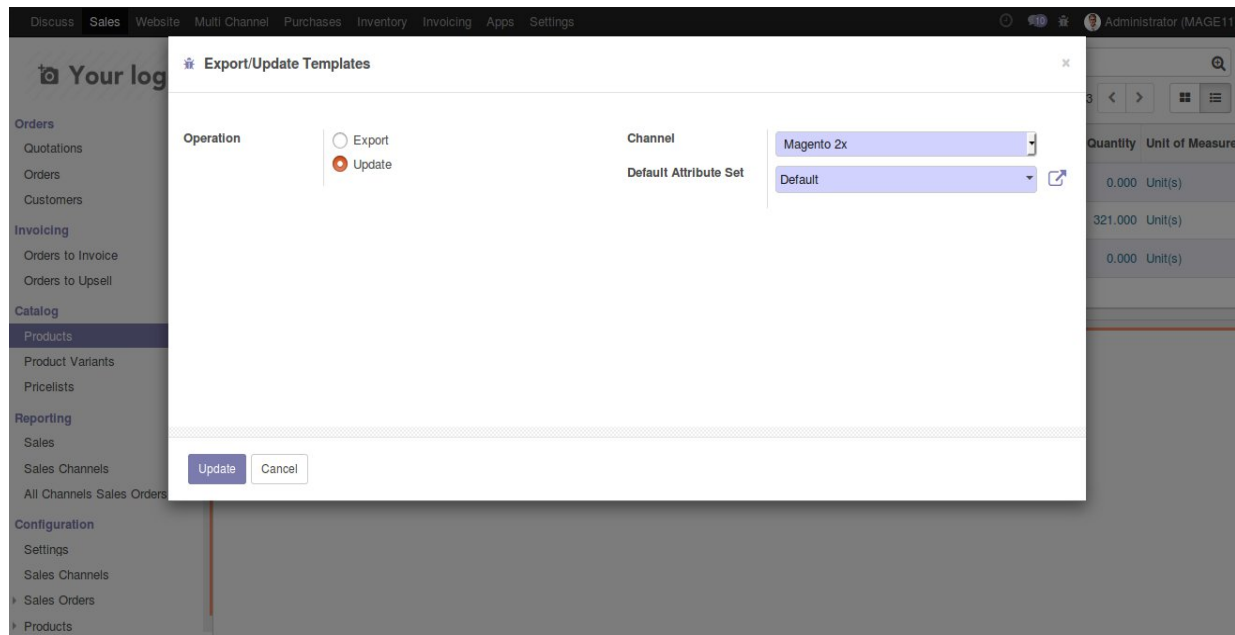 Discuss Sales Website Multi Channel Purchases Inventory Invoicing Apps Settings 10 Administrator (MAGE11
Your log
Export/Update Templates ×
3
Orders
Quotations
Orders
Customers
Invoicing
Orders to Invoice
Orders to Upsell
Catalog
Products
Product Variants
Pricelists
Reporting
Sales
Sales Channels
All Channels Sales Orders
Configuration
Settings
Sales Channels
Sales Orders
Products
Operation
Export
Update
Channel
Magento 2x
Default Attribute Set
Default
Update Cancel
Quantity Unit of Measure
0.000 Unit(s)
321.000 Unit(s)
0.000 Unit(s)